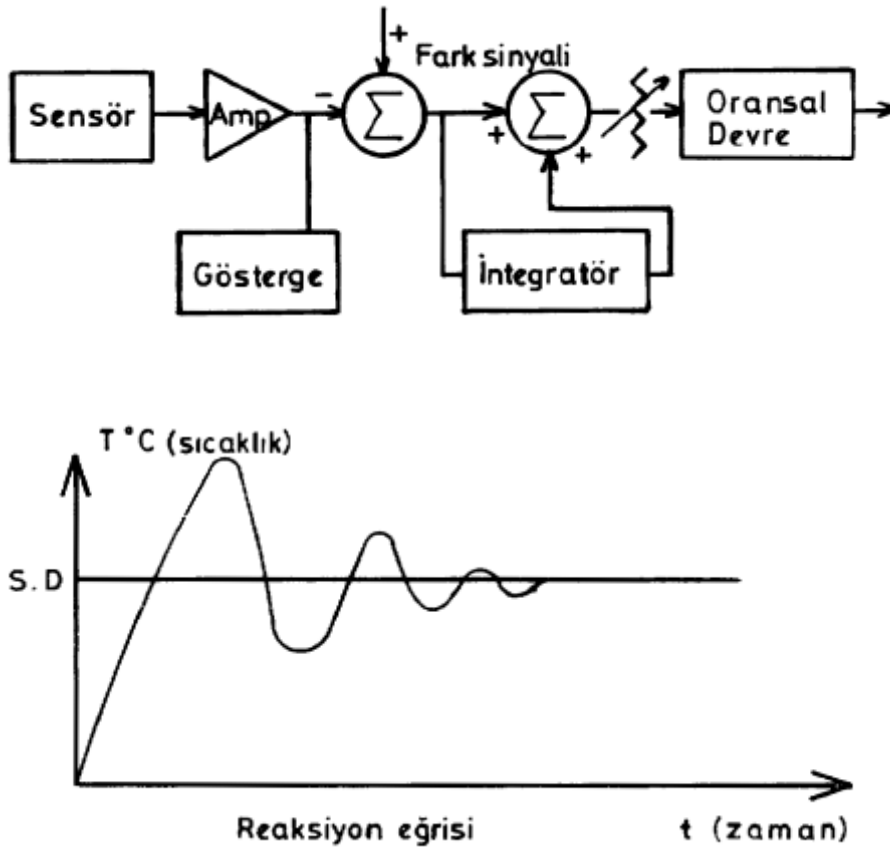 +
Fark sinyali
Sensör
Amp
-
Σ
+
Σ
+
Oransal
Devre
Gösterge
İntegratör
T°C (sıcaklık)
S.D
Reaksiyon eğrisi
t (zaman)